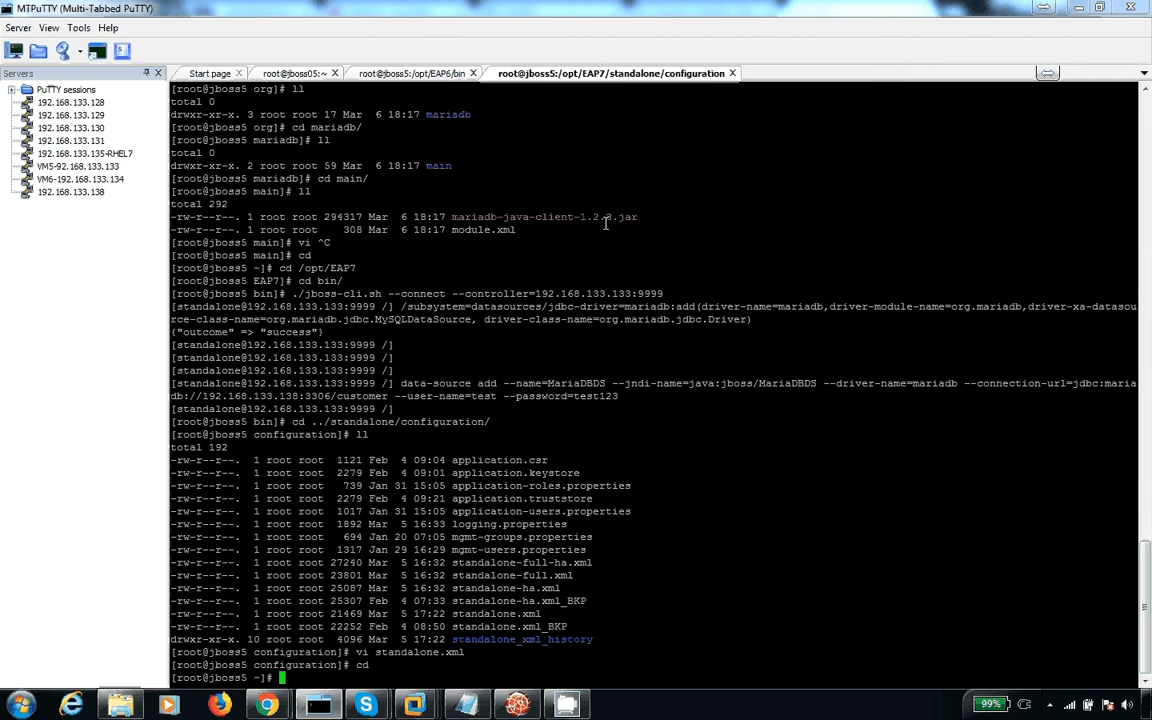 MTPuTTY (Multi-Tabbed PuTTY)
Server View Tools Help
Servers
Start page
root@jboss05:~
root@jboss5:/opt/EAP6/bin
root@jboss5:/opt/EAP7/standalone/configuration
PuTTY sessions
192.168.133.128
192.168.133.129
192.168.133.130
192.168.133.131
192.168.133.135-RHEL7
VM5-92.168.133.133
VM6-192.168.133.134
192.168.133.138
[root@jboss5 org]# ll
total 0
drwxr-xr-x. 3 root root 17 Mar  6 18:17 mariadb
[root@jboss5 org]# cd mariadb/
[root@jboss5 mariadb]# ll
total 0
drwxr-xr-x. 2 root root 59 Mar  6 18:17 main
[root@jboss5 mariadb]# cd main/
[root@jboss5 main]# ll
total 292
-rw-r--r--. 1 root root 294317 Mar  6 18:17 mariadb-java-client-1.2.3.jar
-rw-r--r--. 1 root root    308 Mar  6 18:17 module.xml
[root@jboss5 main]# vi ^C
[root@jboss5 main]# cd
[root@jboss5 ~]# cd /opt/EAP7
[root@jboss5 EAP7]# cd bin/
[root@jboss5 bin]# ./jboss-cli.sh --connect --controller=192.168.133.133:9999
[standalone@192.168.133.133:9999 /] /subsystem=datasources/jdbc-driver=mariadb:add(driver-name=mariadb,driver-module-name=org.mariadb,driver-xa-datasou
rce-class-name=org.mariadb.jdbc.MySQLDataSource, driver-class-name=org.mariadb.jdbc.Driver)
{"outcome" => "success"}
[standalone@192.168.133.133:9999 /]
[standalone@192.168.133.133:9999 /]
[standalone@192.168.133.133:9999 /]
[standalone@192.168.133.133:9999 /] data-source add --name=MariaDBDS --jndi-name=java:jboss/MariaDBDS --driver-name=mariadb --connection-url=jdbc:maria
db://192.168.133.138:3306/customer --user-name=test --password=test123
[standalone@192.168.133.133:9999 /]
[root@jboss5 bin]# cd ../standalone/configuration/
[root@jboss5 configuration]# ll
total 192
-rw-r--r--.  1 root root  1121 Feb  4 09:04 application.csr
-rw-r--r--.  1 root root  2279 Feb  4 09:01 application.keystore
-rw-r--r--.  1 root root   739 Jan 31 15:05 application-roles.properties
-rw-r--r--.  1 root root  2279 Feb  4 09:21 application.truststore
-rw-r--r--.  1 root root  1017 Jan 31 15:05 application-users.properties
-rw-r--r--.  1 root root  1892 Mar  5 16:33 logging.properties
-rw-r--r--.  1 root root   694 Jan 20 07:05 mgmt-groups.properties
-rw-r--r--.  1 root root  1317 Jan 29 16:29 mgmt-users.properties
-rw-r--r--.  1 root root 27240 Mar  5 16:32 standalone-full-ha.xml
-rw-r--r--.  1 root root 23801 Mar  5 16:32 standalone-full.xml
-rw-r--r--.  1 root root 25087 Mar  5 16:32 standalone-ha.xml
-rw-r--r--.  1 root root 25307 Feb  4 07:33 standalone-ha.xml_BKP
-rw-r--r--.  1 root root 21469 Mar  5 17:22 standalone.xml
-rw-r--r--.  1 root root 22252 Feb  4 08:50 standalone.xml_BKP
drwxr-xr-x. 10 root root  4096 Mar  5 17:22 standalone_xml_history
[root@jboss5 configuration]# vi standalone.xml
[root@jboss5 configuration]# cd
[root@jboss5 ~]#
99%